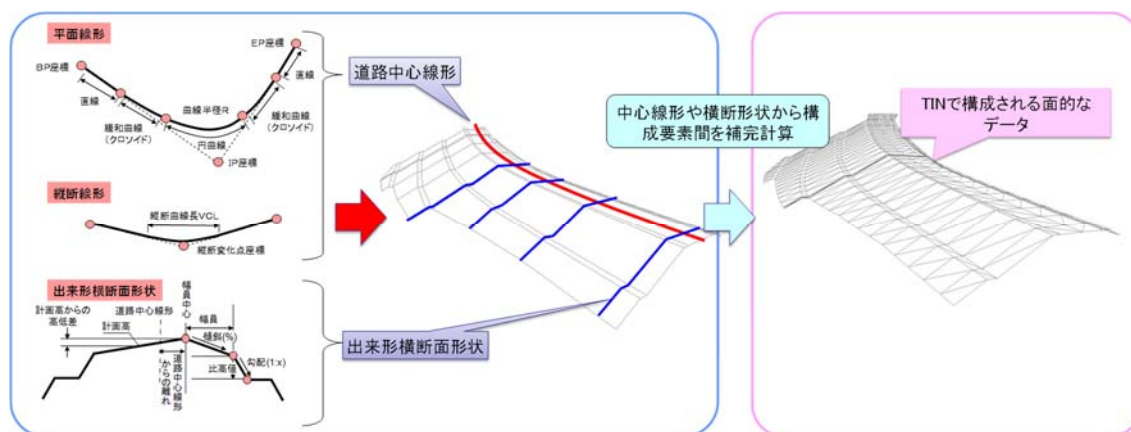 平面線形
BP座標
EP座標
直線
緩和曲線
(クロソイド)
曲線半径R
円曲線
IP座標
緩和曲線
(クロソイド)
直線
縦断線形
縦断曲線長VCL
縦断変化点座標
出来形横断面形状
計画高からの
高低差
道路中心線形
計画高
幅員中心
幅員
傾斜(%)
勾配(1:x)
比高値
道路中心線形
からの離れ
道路中心線形
出来形横断面形状
中心線形や横断形状から構
成要素間を補完計算
TINで構成される面的な
データ